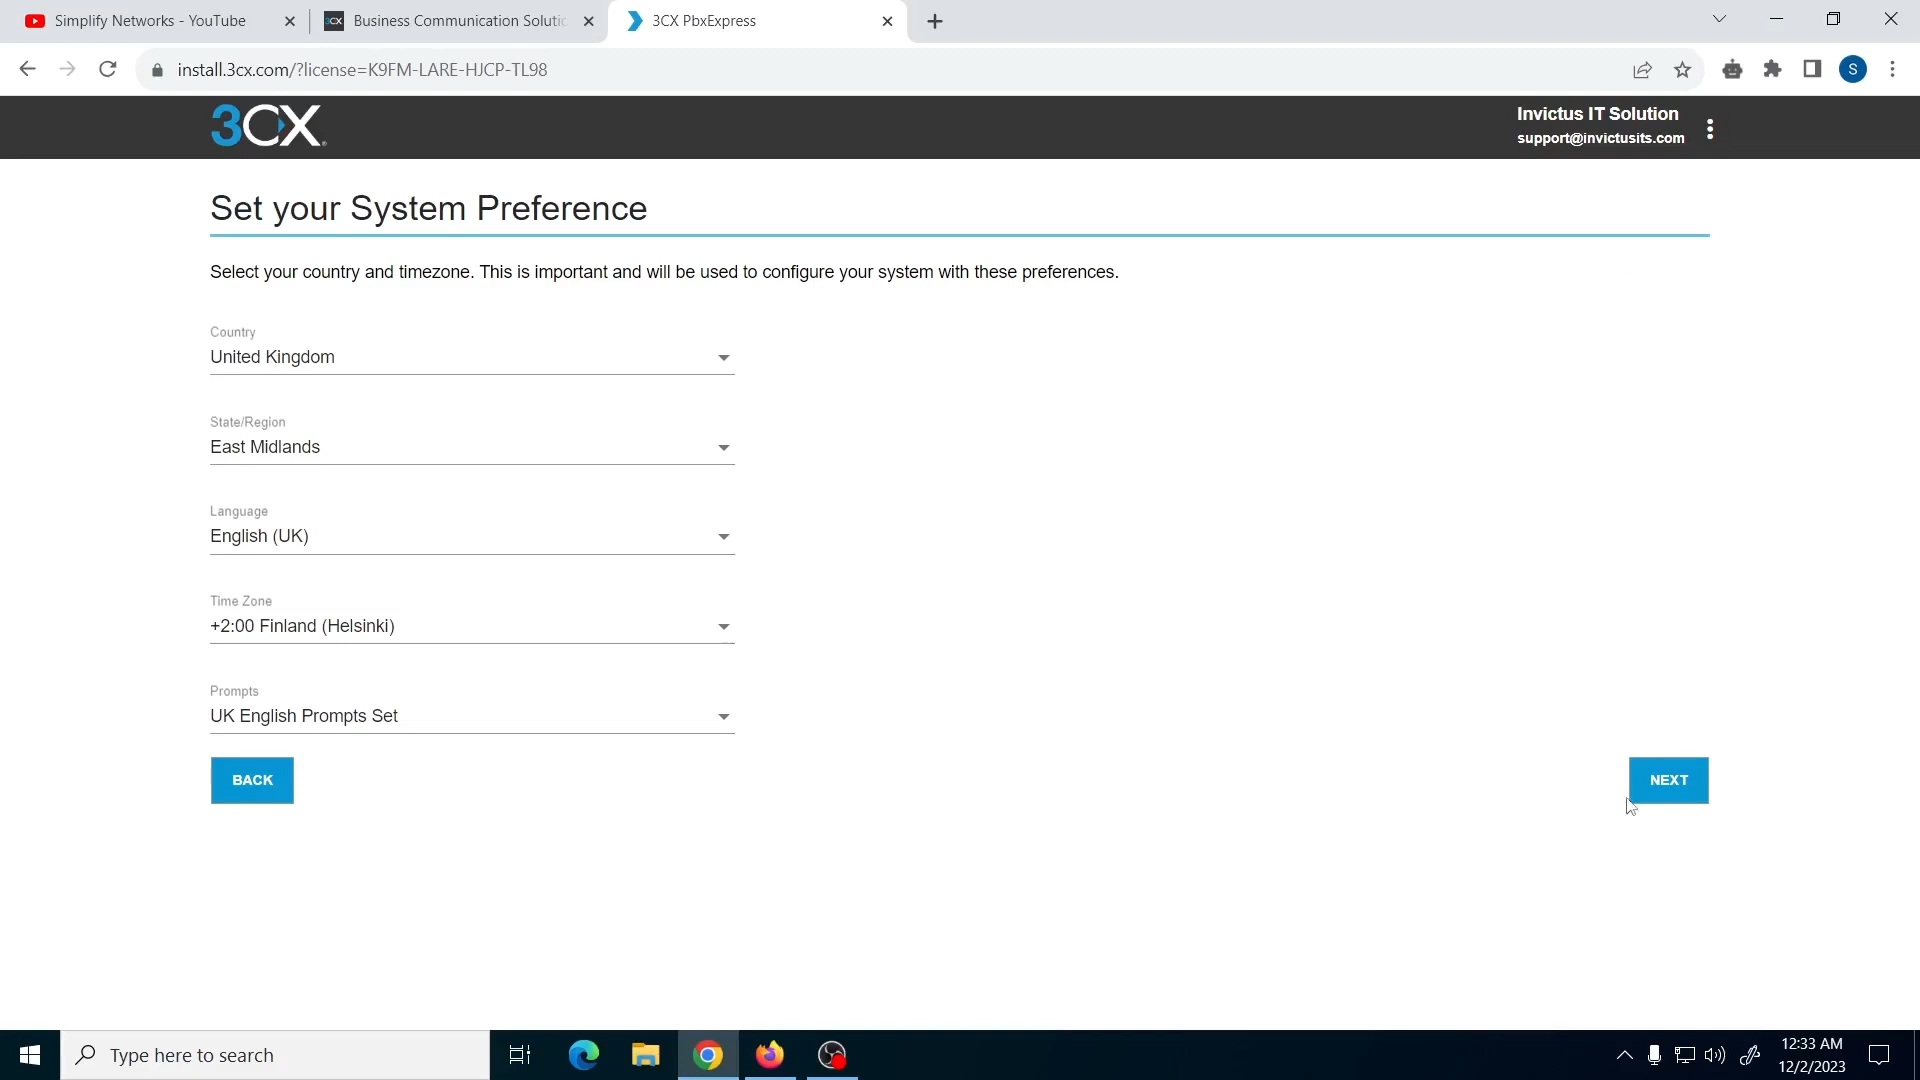 Simplify Networks - YouTube
3CX Business Communication Solutio
3CX PbxExpress
install.3cx.com/?license=K9FM-LARE-HJCP-TL98
S
3CX
Invictus IT Solution
support@invictusits.com
Set your System Preference
Select your country and timezone. This is important and will be used to configure your system with these preferences.
Country
United Kingdom
State/Region
East Midlands
Language
English (UK)
Time Zone
+2:00 Finland (Helsinki)
Prompts
UK English Prompts Set
BACK
NEXT
Type here to search
12:33 AM
12/2/2023